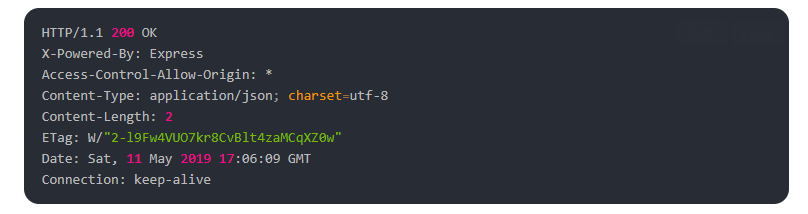 HTTP/1.1 200 OK
X-Powered-By: Express
Access-Control-Allow-Origin: *
Content-Type: application/json; charset=utf-8
Content-Length: 2
ETag: W/"2-l9Fw4VUO7kr8CvBlt4zaMCqXZ0w"
Date: Sat, 11 May 2019 17:06:09 GMT
Connection: keep-alive